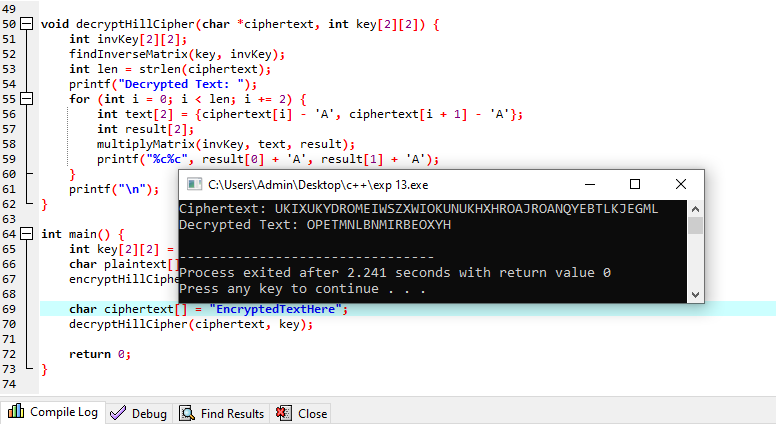 49
50 void decryptHillCipher(char *ciphertext, int key[2][2]) {
51 int invKey[2][2];
52 findInverseMatrix(key, invKey);
53 int len = strlen(ciphertext);
54 printf("Decrypted Text: ");
55 for (int i = 0; i < len; i += 2) {
56 int text[2] = {ciphertext[i] - 'A', ciphertext[i + 1] - 'A'};
57 int result[2];
58 multiplyMatrix(invKey, text, result);
59 printf("%c%c", result[0] + 'A', result[1] + 'A');
60 }
61 printf("\n");
62 }
63
64 int main() {
65 int key[2][2] =
66 char plaintext[]
67 encryptHillCiphe
68
69 char ciphertext[] = "EncryptedTextHere";
70 decryptHillCipher(ciphertext, key);
71
72 return 0;
73 }
74
C:\Users\Admin\Desktop\c++\exp 13.exe
Ciphertext: UKIXUKYDROMEIWSZXWIOKUNUKHXHROAJROANQYEBTLKJEGML
Decrypted Text: OPETMNLBNMIRBEOXYH
--------------------------------
Process exited after 2.241 seconds with return value 0
Press any key to continue . . .
Compile Log Debug Find Results Close